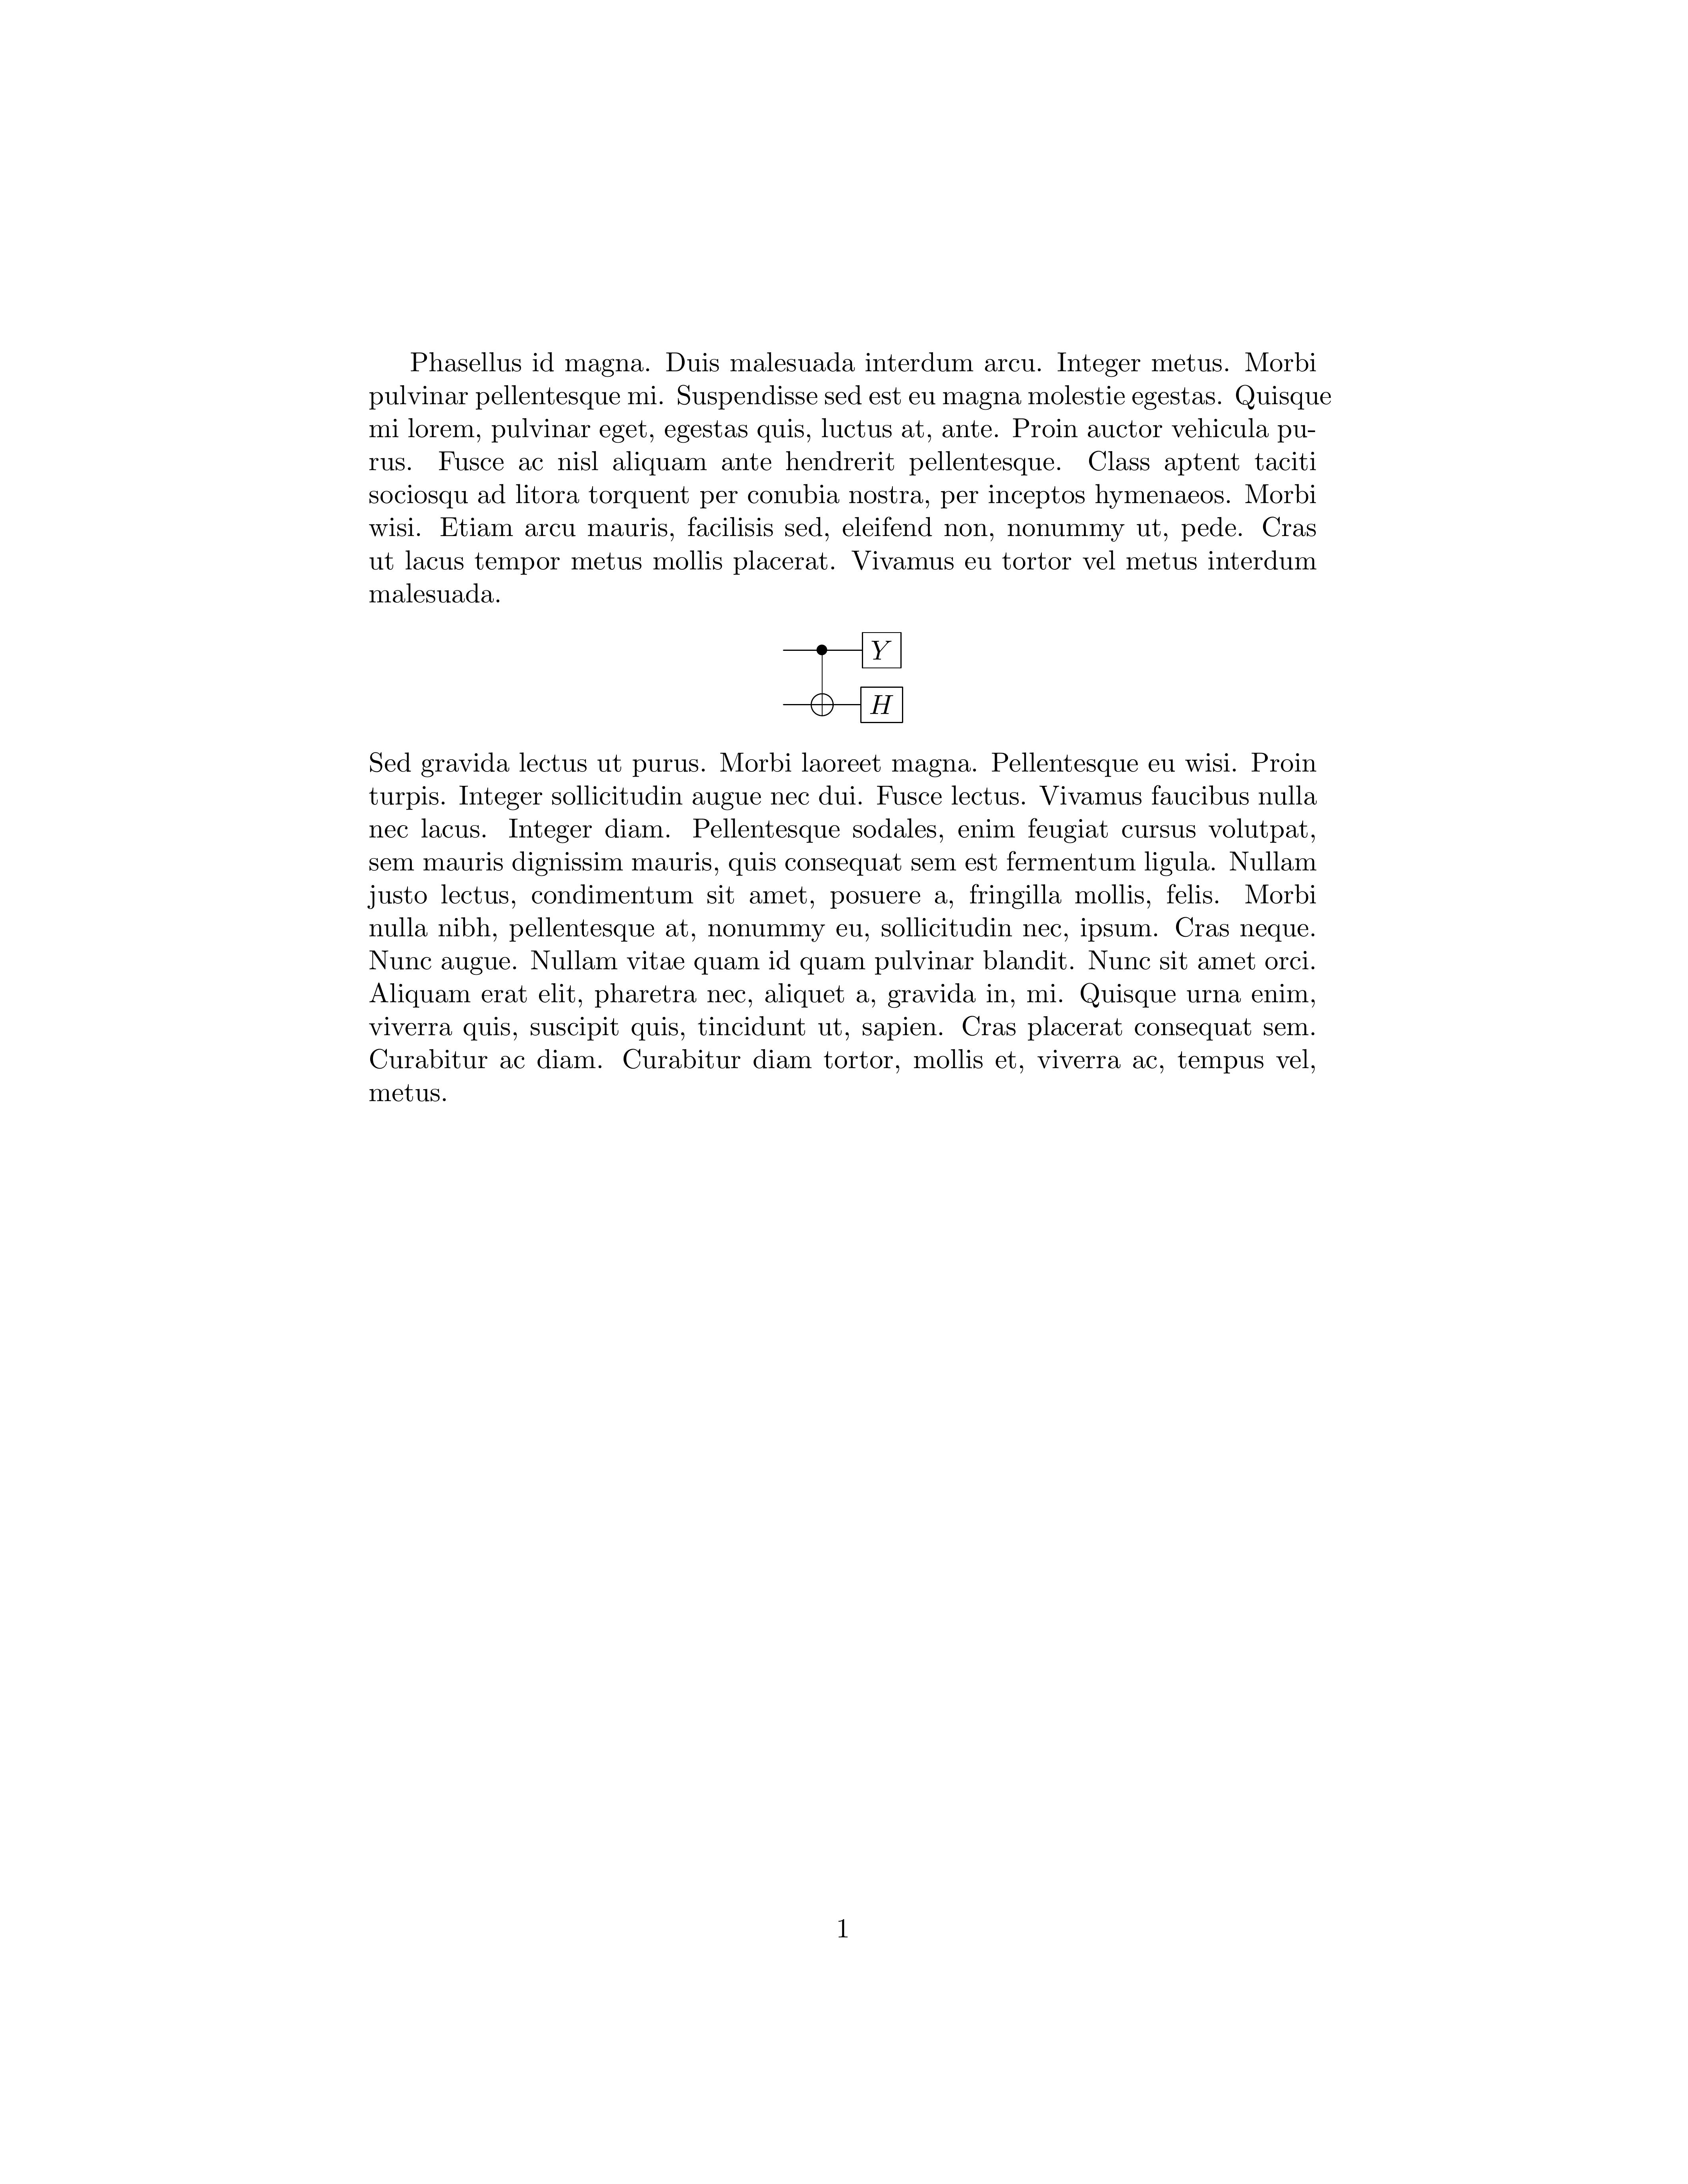 Phasellus id magna. Duis malesuada interdum arcu. Integer metus. Morbi
pulvinar pellentesque mi. Suspendisse sed est eu magna molestie egestas. Quisque
mi lorem, pulvinar eget, egestas quis, luctus at, ante. Proin auctor vehicula pu-
rus. Fusce ac nisl aliquam ante hendrerit pellentesque. Class aptent taciti
sociosqu ad litora torquent per conubia nostra, per inceptos hymenaeos. Morbi
wisi. Etiam arcu mauris, facilisis sed, eleifend non, nonummy ut, pede. Cras
ut lacus tempor metus mollis placerat. Vivamus eu tortor vel metus interdum
malesuada.
Y
H
Sed gravida lectus ut purus. Morbi laoreet magna. Pellentesque eu wisi. Proin
turpis. Integer sollicitudin augue nec dui. Fusce lectus. Vivamus faucibus nulla
nec lacus. Integer diam. Pellentesque sodales, enim feugiat cursus volutpat,
sem mauris dignissim mauris, quis consequat sem est fermentum ligula. Nullam
justo lectus, condimentum sit amet, posuere a, fringilla mollis, felis. Morbi
nulla nibh, pellentesque at, nonummy eu, sollicitudin nec, ipsum. Cras neque.
Nunc augue. Nullam vitae quam id quam pulvinar blandit. Nunc sit amet orci.
Aliquam erat elit, pharetra nec, aliquet a, gravida in, mi. Quisque urna enim,
viverra quis, suscipit quis, tincidunt ut, sapien. Cras placerat consequat sem.
Curabitur ac diam. Curabitur diam tortor, mollis et, viverra ac, tempus vel,
metus.
1